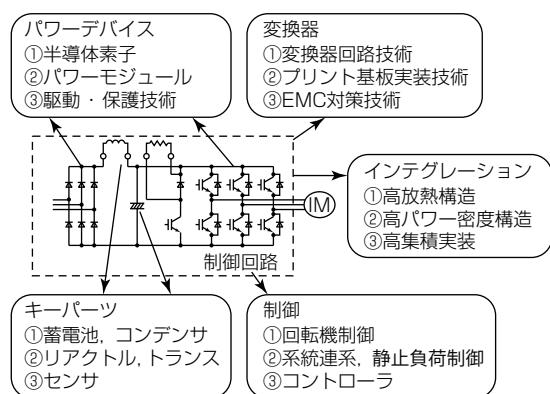 パワーデバイス
①半導体素子
②パワーモジュール
③駆動・保護技術
変換器
①変換器回路技術
②プリント基板実装技術
③EMC対策技術
インテグレーション
①高放熱構造
②高パワー密度構造
③高集積実装
IM
制御回路
キーパーツ
①蓄電池, コンデンサ
②リアクトル, トランス
③センサ
制御
①回転機制御
②系統連系, 静止負荷制御
③コントローラ